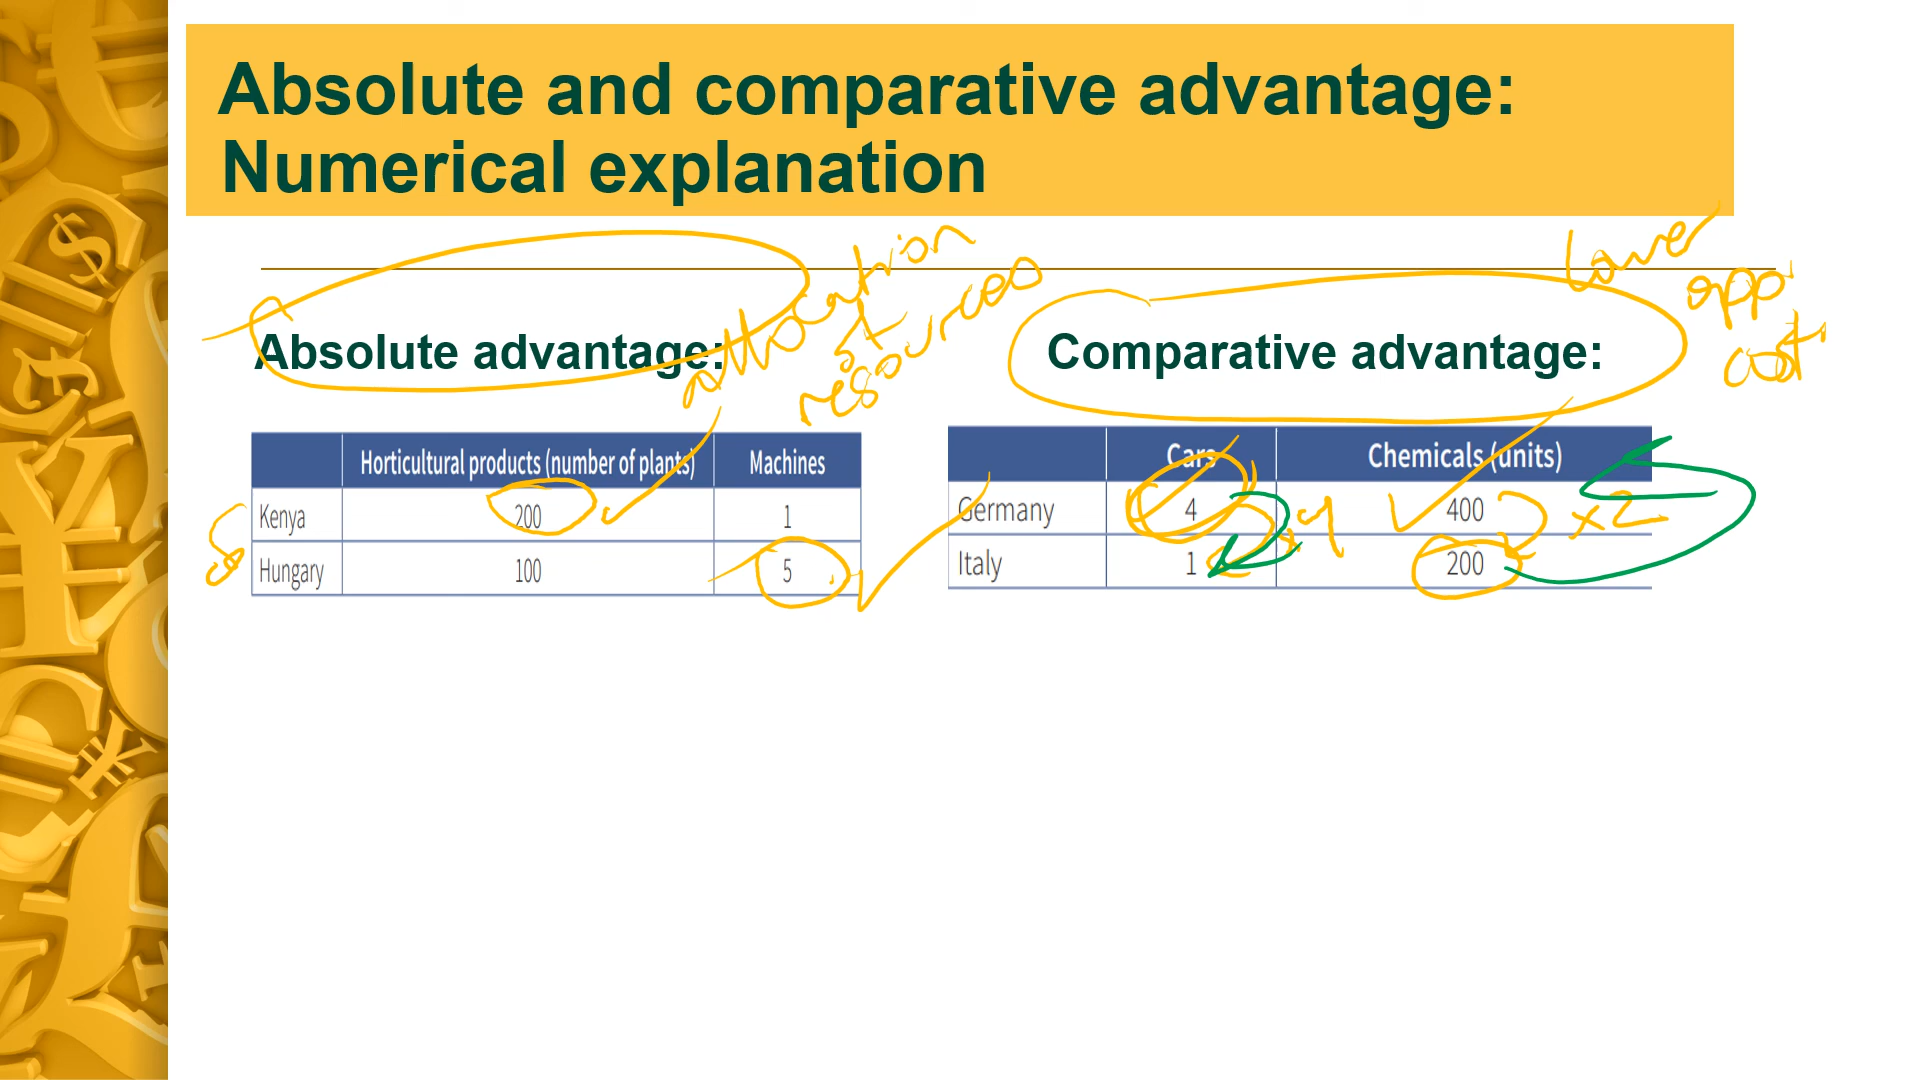 Absolute and comparative advantage:
Numerical explanation
allocation
of
resources
lower
opp
cost
Absolute advantage:
Comparative advantage:
Horticultural products (number of plants) Machines
Kenya 200 1
Hungary 100 5
Cars Chemicals (units)
Germany 4 400
Italy 1 200
x4
x2